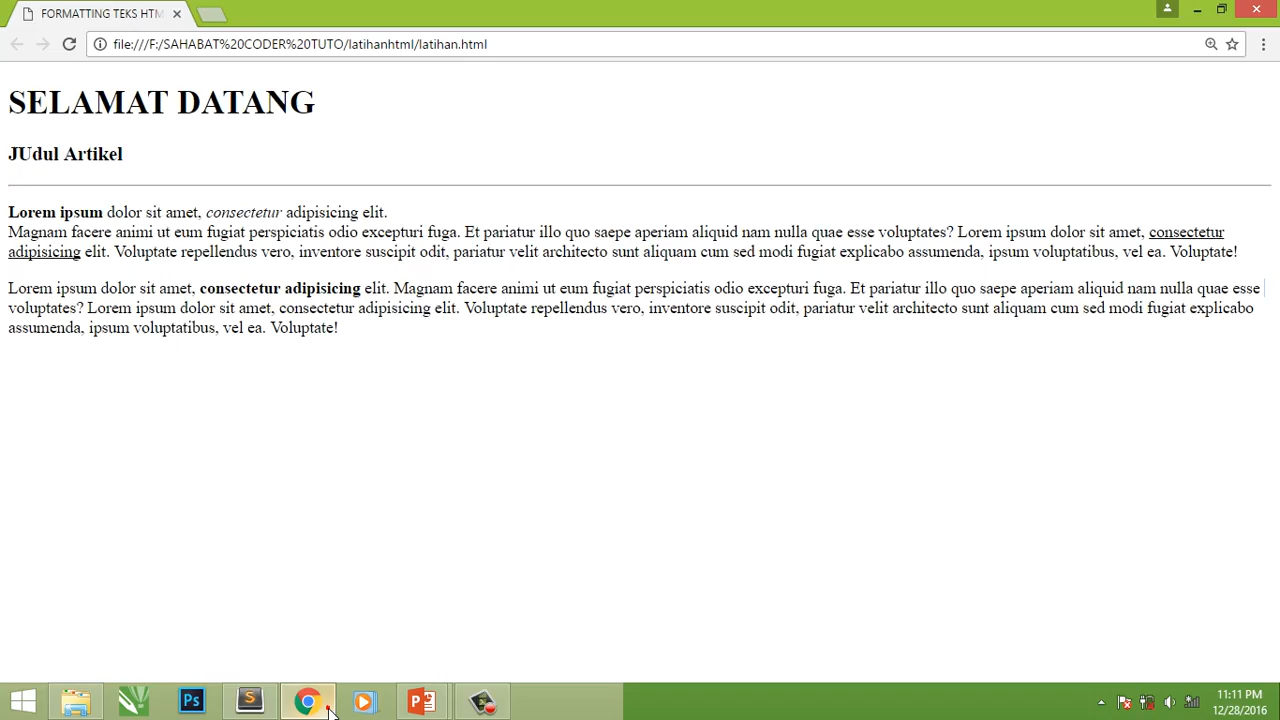 FORMATTING TEKS HTM
file:///F:/SAHABAT%20CODER%20TUTO/latihanhtml/latihan.html
SELAMAT DATANG
JUdul Artikel
Lorem ipsum dolor sit amet, consectetur adipisicing elit.
Magnam facere animi ut eum fugiat perspiciatis odio excepturi fuga. Et pariatur illo quo saepe aperiam aliquid nam nulla quae esse voluptates? Lorem ipsum dolor sit amet, consectetur
adipisicing elit. Voluptate repellendus vero, inventore suscipit odit, pariatur velit architecto sunt aliquam cum sed modi fugiat explicabo assumenda, ipsum voluptatibus, vel ea. Voluptate!
Lorem ipsum dolor sit amet, consectetur adipisicing elit. Magnam facere animi ut eum fugiat perspiciatis odio excepturi fuga. Et pariatur illo quo saepe aperiam aliquid nam nulla quae esse
voluptates? Lorem ipsum dolor sit amet, consectetur adipisicing elit. Voluptate repellendus vero, inventore suscipit odit, pariatur velit architecto sunt aliquam cum sed modi fugiat explicabo
assumenda, ipsum voluptatibus, vel ea. Voluptate!
Ps
S
P
11:11 PM
12/28/2016